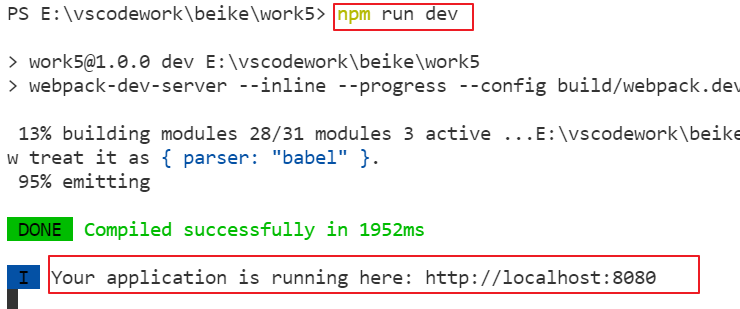 PS E:\vscodework\beike\work5> npm run dev
> work5@1.0.0 dev E:\vscodework\beike\work5
> webpack-dev-server --inline --progress --config build/webpack.dev
13% building modules 28/31 modules 3 active ...E:\vscodework\beike
w treat it as { parser: "babel" }.
95% emitting
DONE Compiled successfully in 1952ms
I Your application is running here: http://localhost:8080